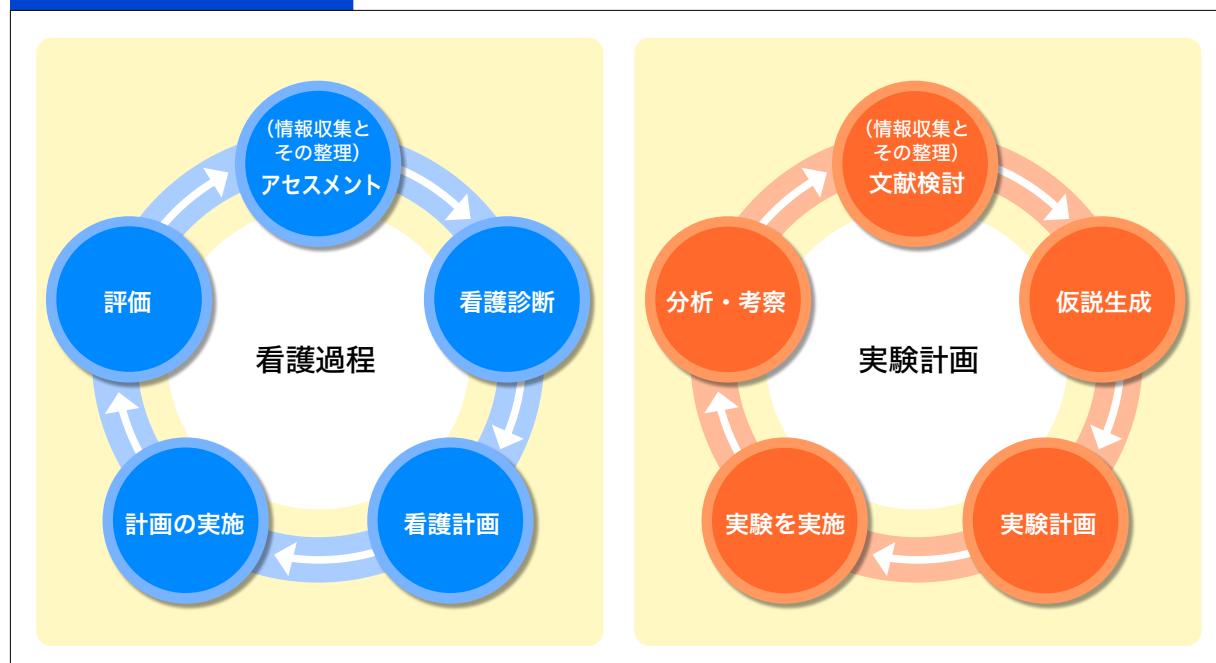 （情報収集と
その整理）
アセスメント
看護診断
看護計画
計画の実施
評価
看護過程
（情報収集と
その整理）
文献検討
仮説生成
実験計画
実験を実施
分析・考察
実験計画